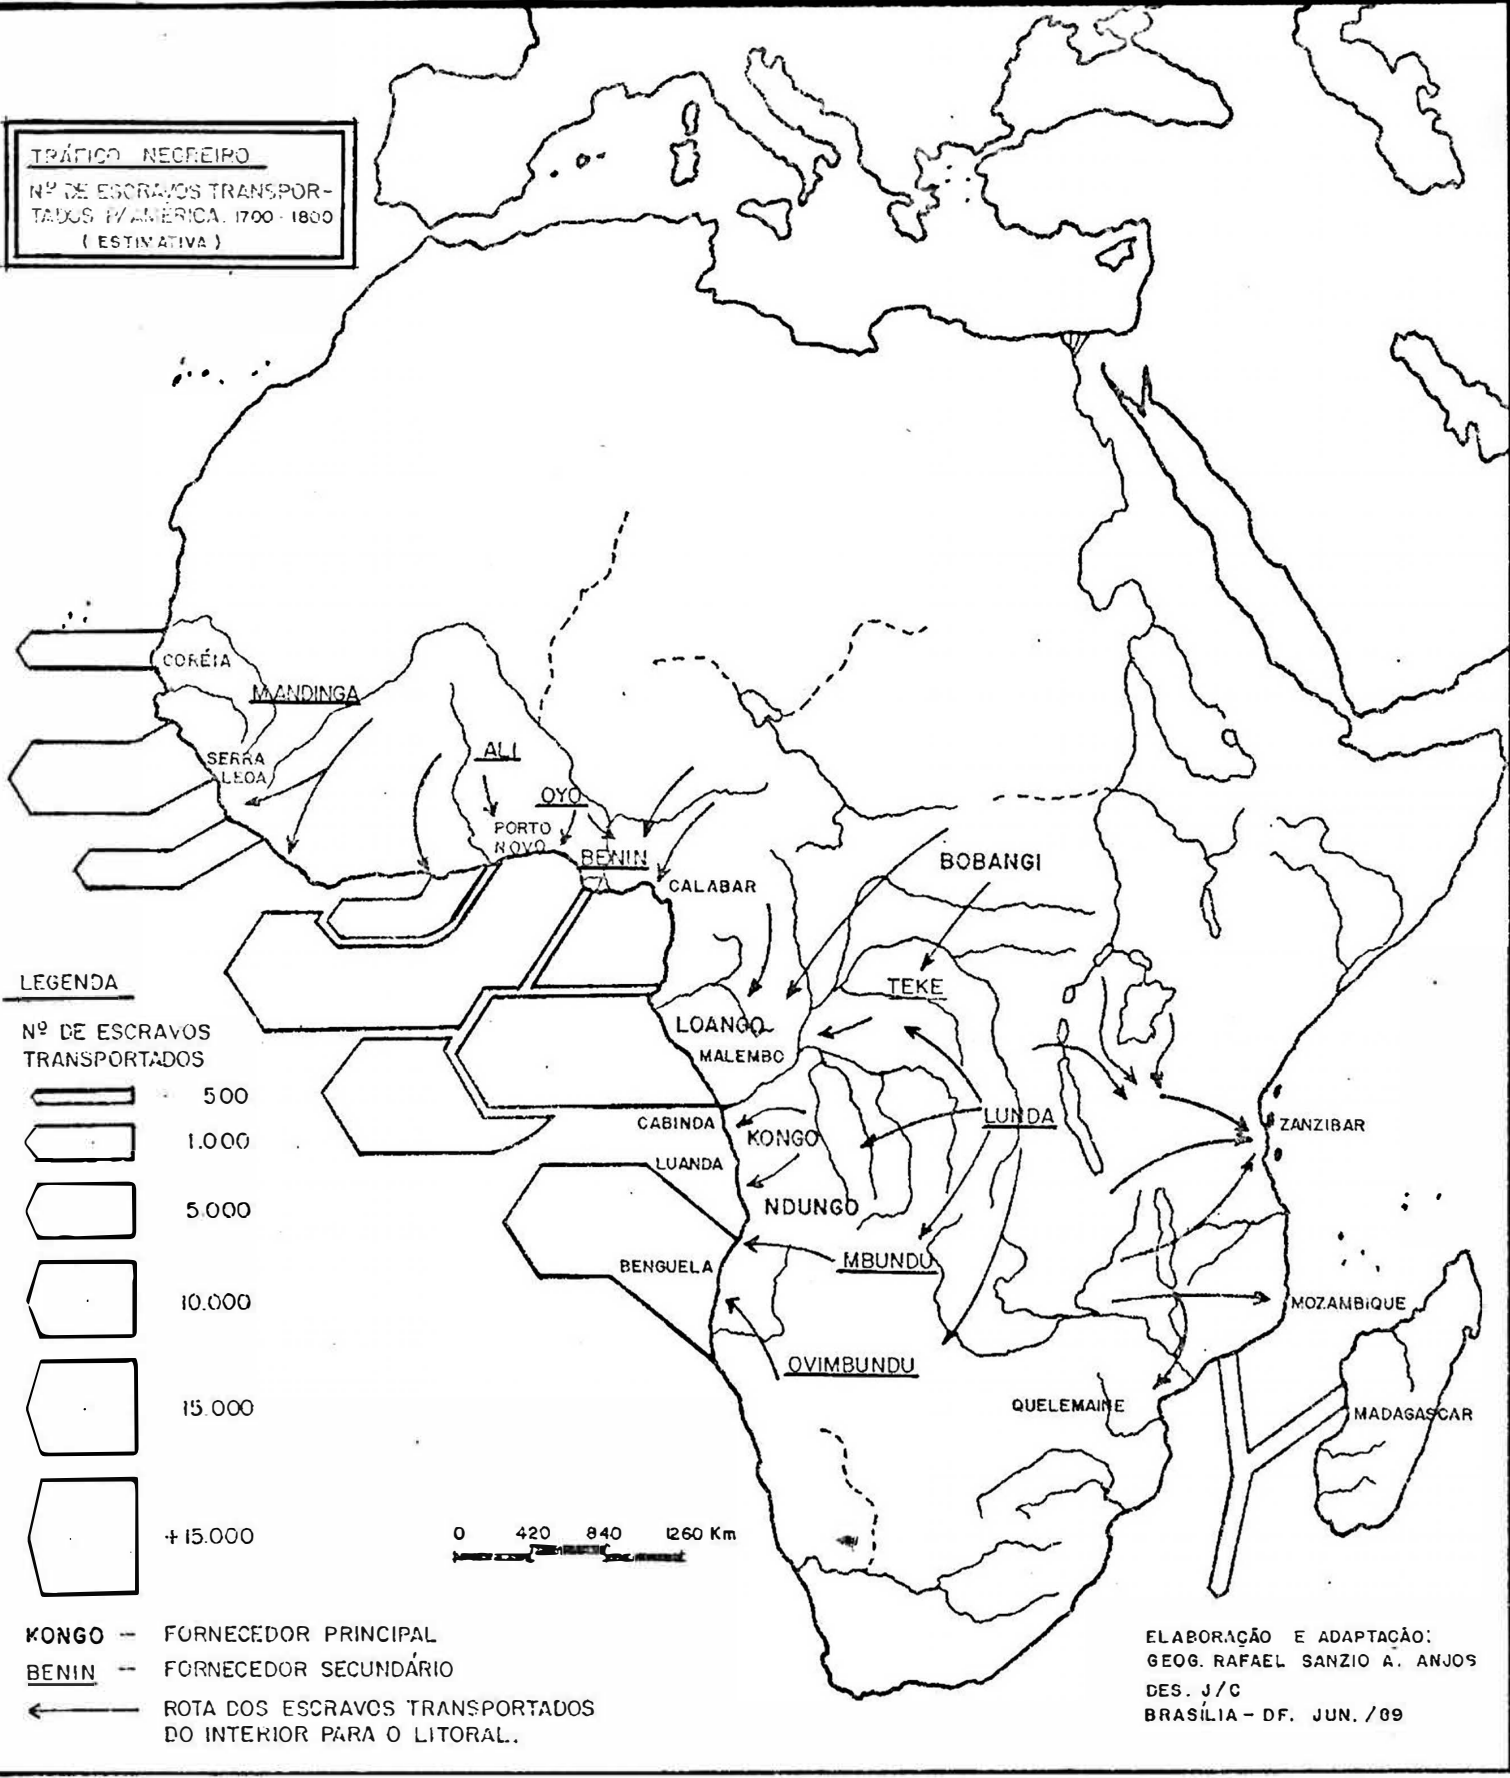 TRÁFICO NEGREIRO
Nº DE ESCRAVOS TRANSPOR-
TADOS P/ AMÉRICA. 1700 - 1800
( ESTIMATIVA )
CORÉIA
MANDINGA
SERRA
LEOA
ALI
OYO
PORTO
NOVO
BENIN
CALABAR
BOBANGI
TEKE
LOANGO
MALEMBO
CABINDA
KONGO
LUNDA
ZANZIBAR
LUANDA
NDUNGO
BENGUELA
MBUNDU
MOZAMBIQUE
OVIMBUNDU
QUELEMAINE
MADAGASCAR
LEGENDA
Nº DE ESCRAVOS
TRANSPORTADOS
500
1.000
5.000
10.000
15.000
+15.000
0 420 840 1260 Km
KONGO – FORNECEDOR PRINCIPAL
BENIN – FORNECEDOR SECUNDÁRIO
ROTA DOS ESCRAVOS TRANSPORTADOS
DO INTERIOR PARA O LITORAL.
ELABORAÇÃO E ADAPTAÇÃO:
GEOG. RAFAEL SANZIO A. ANJOS
DES. J/C
BRASÍLIA – DF. JUN. /89